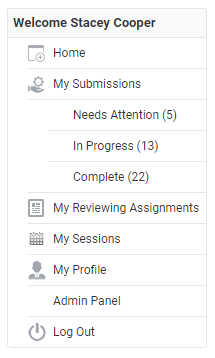 Welcome Stacey Cooper
Home
My Submissions
Needs Attention (5)
In Progress (13)
Complete (22)
My Reviewing Assignments
My Sessions
My Profile
Admin Panel
Log Out